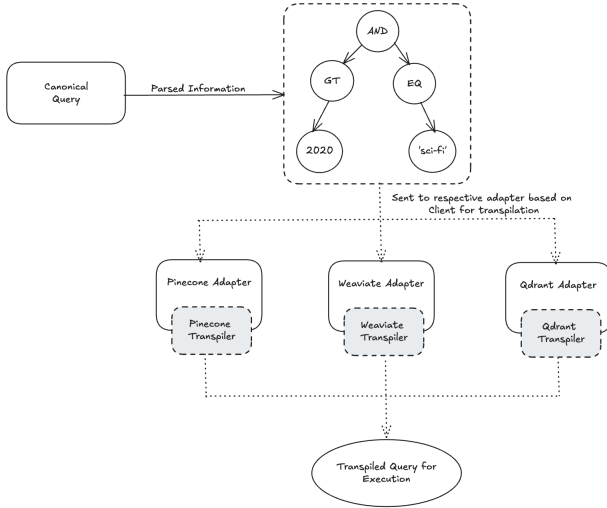 AND
Canonical
Query
Parsed Information
GT
EQ
2020
'sci-fi'
Sent to respective adapter based on
Client for transpilation
Pinecone Adapter
Weaviate Adapter
Qdrant Adapter
Pinecone
Transpiler
Weaviate
Transpiler
Qdrant
Transpiler
Transpiled Query for
Execution